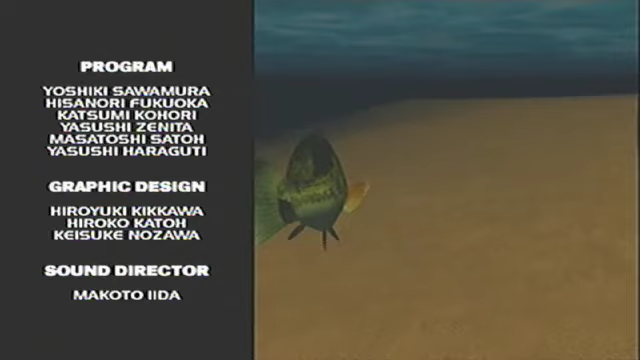 PROGRAM
YOSHIKI SAWAMURA
HISANORI FUKUOKA
KATSUMI KOHORI
YASUSHI ZENITA
MASATOSHI SATOH
YASUSHI HARAGUTI
GRAPHIC DESIGN
HIROYUKI KIKKAWA
HIROKO KATOH
KEISUKE NOZAWA
SOUND DIRECTOR
MAKOTO IIDA